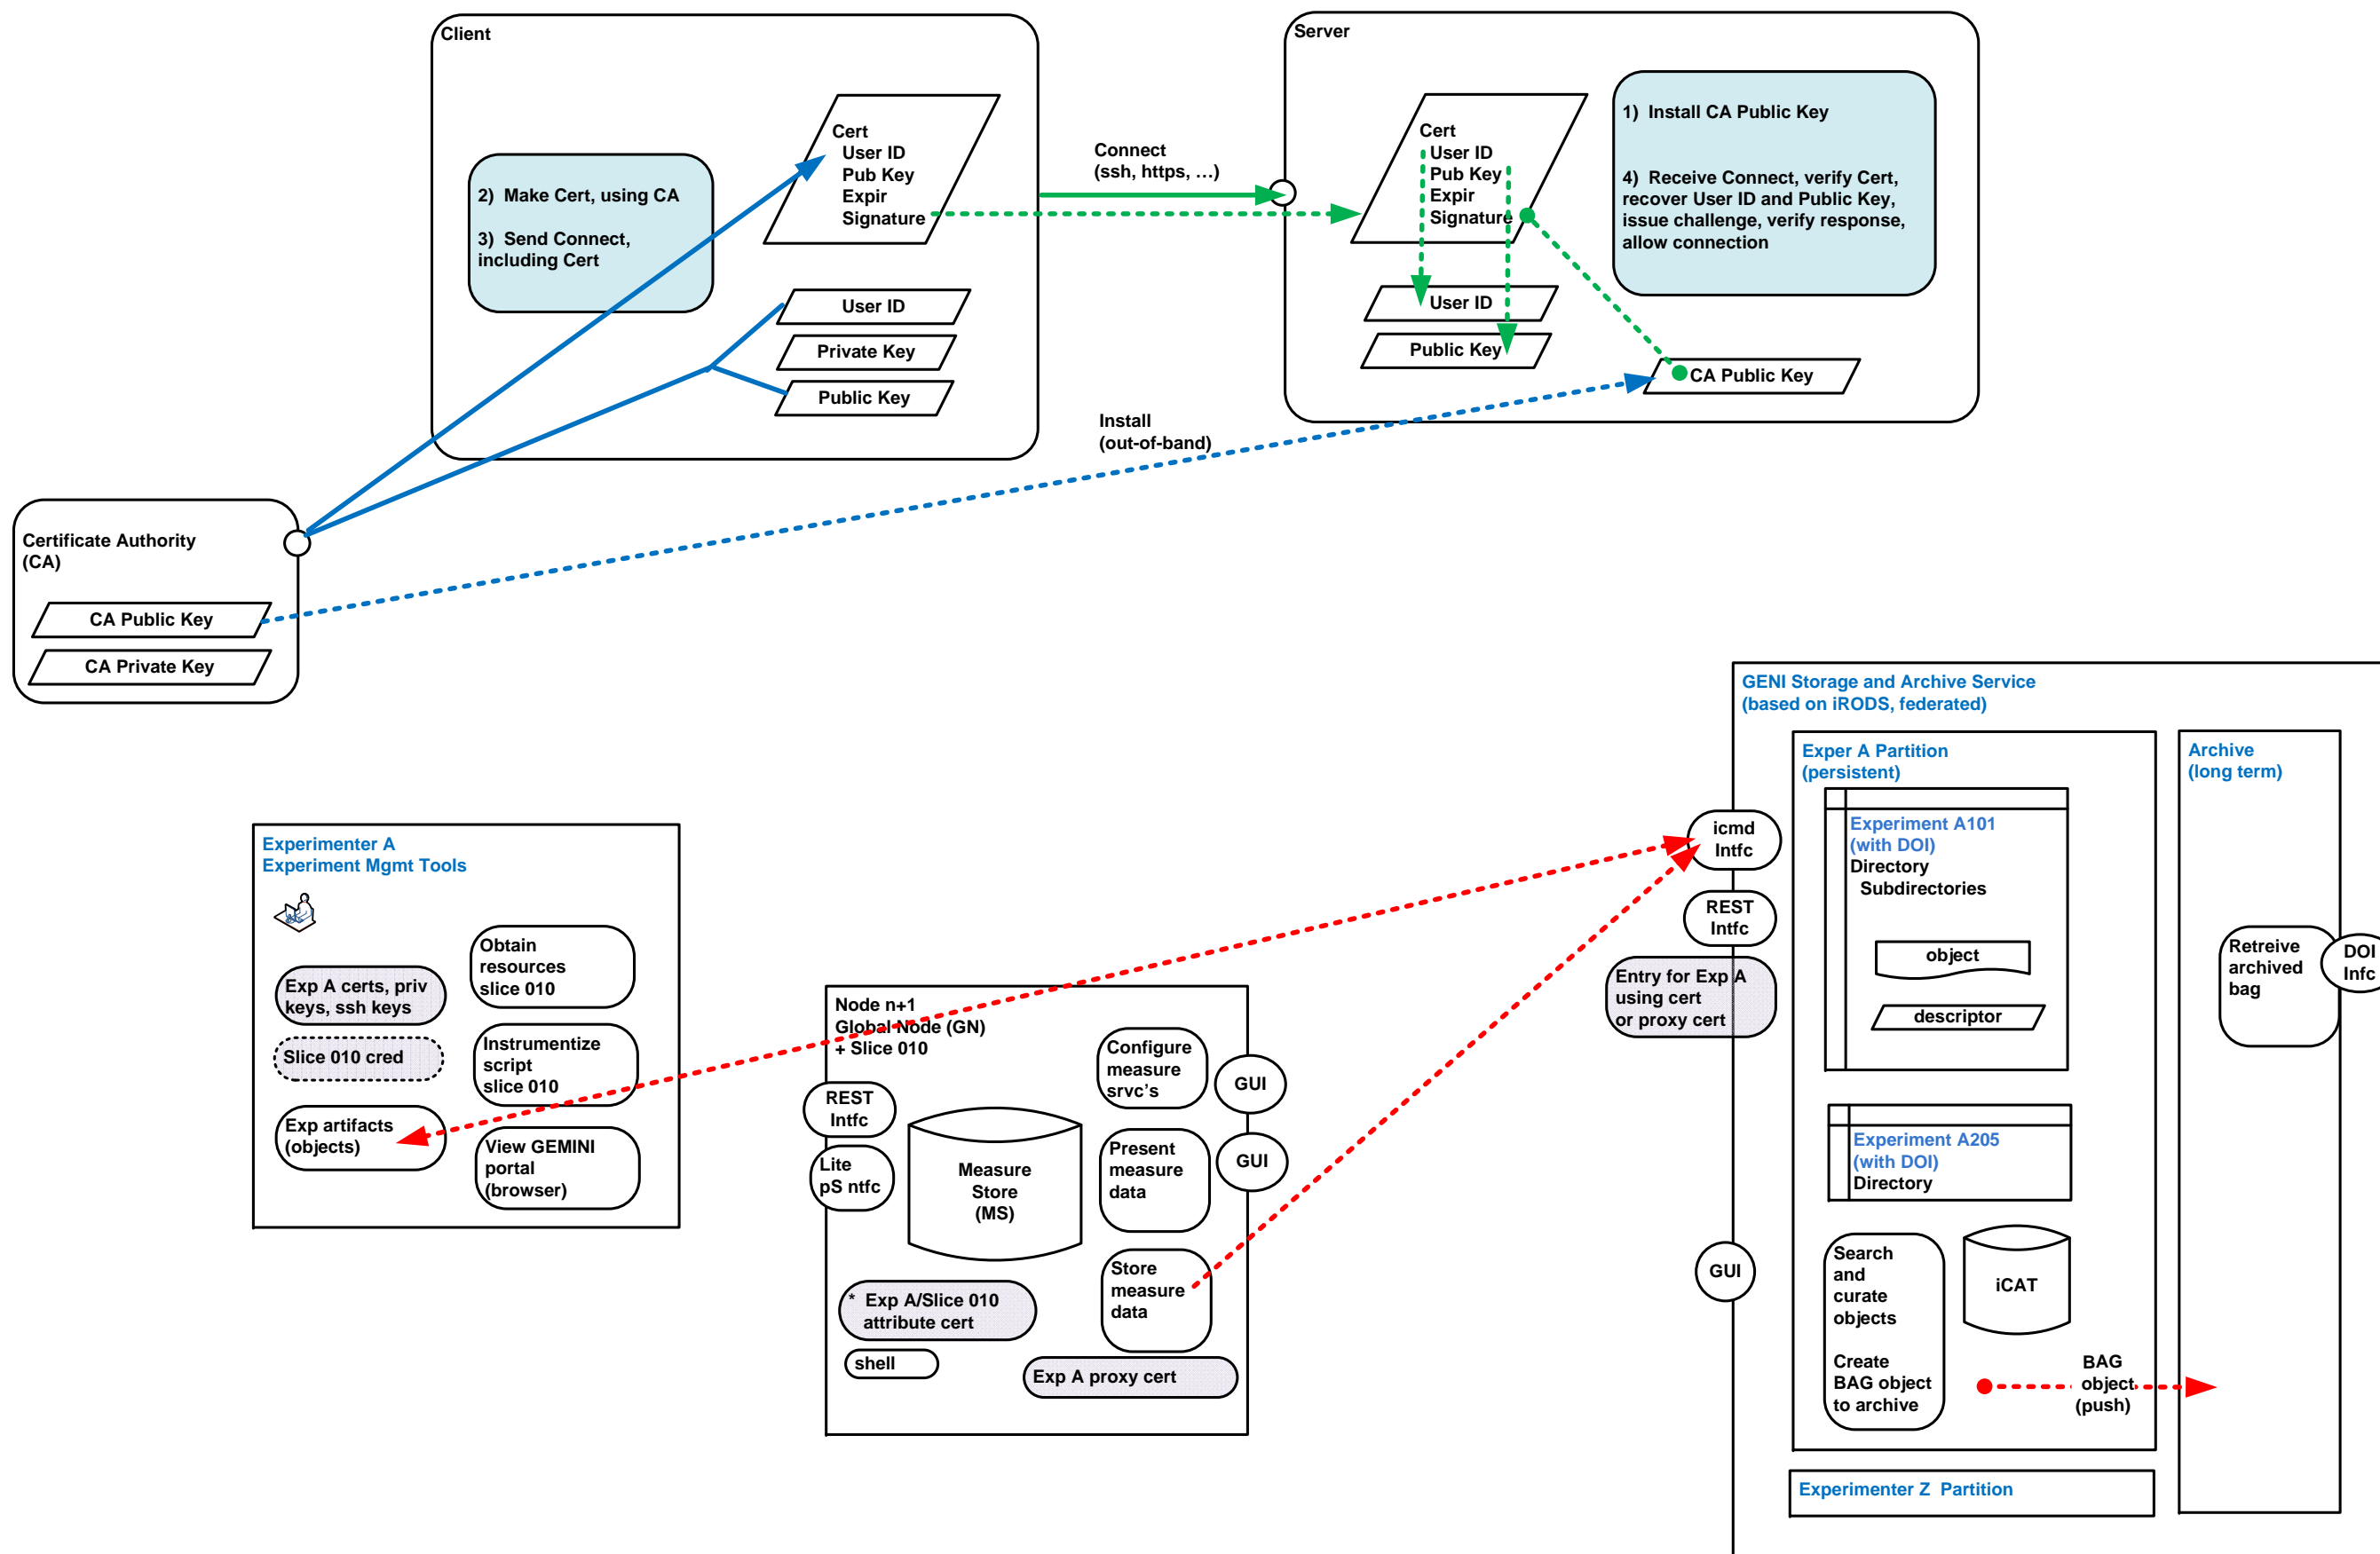 Client
Cert
User ID
Pub Key
Expir
Signature
2) Make Cert, using CA
3) Send Connect,
including Cert
User ID
Private Key
Public Key
Connect
(ssh, https, …)
Server
Cert
User ID
Pub Key
Expir
Signature
1) Install CA Public Key
4) Receive Connect, verify Cert,
recover User ID and Public Key,
issue challenge, verify response,
allow connection
User ID
Public Key
CA Public Key
Install
(out-of-band)
Certificate Authority
(CA)
CA Public Key
CA Private Key
Experimenter A
Experiment Mgmt Tools
Obtain
resources
slice 010
Exp A certs, priv
keys, ssh keys
Slice 010 cred
Instrumentize
script
slice 010
Exp artifacts
(objects)
View GEMINI
portal
(browser)
Node n+1
Global Node (GN)
+ Slice 010
REST
Intfc
Lite
pS ntfc
Measure
Store
(MS)
Configure
measure
srvc's
GUI
Present
measure
data
GUI
Store
measure
data
* Exp A/Slice 010
attribute cert
shell
Exp A proxy cert
GENI Storage and Archive Service
(based on iRODS, federated)
icmd
Intfc
REST
Intfc
Entry for Exp A
using cert
or proxy cert
GUI
Exper A Partition
(persistent)
Experiment A101
(with DOI)
Directory
Subdirectories
object
descriptor
Experiment A205
(with DOI)
Directory
Search
and
curate
objects
Create
BAG object
to archive
iCAT
BAG
object
(push)
Experimenter Z Partition
Archive
(long term)
Retreive
archived
bag
DOI
Infc